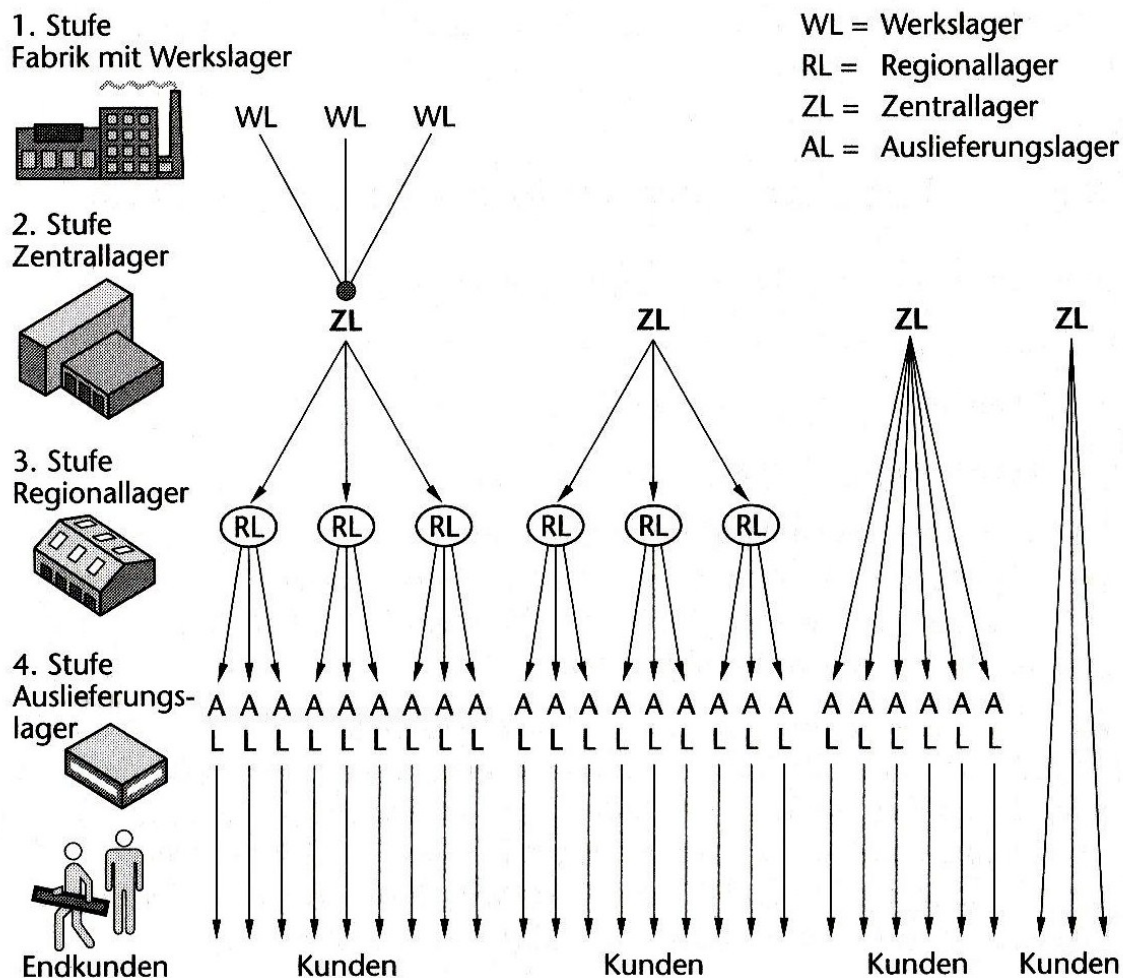 1. Stufe
Fabrik mit Werkslager
WL = Werkslager
RL = Regionallager
ZL = Zentrallager
AL = Auslieferungslager
WL WL WL
2. Stufe
Zentrallager
ZL ZL ZL ZL
3. Stufe
Regionallager
RL RL RL RL RL RL
4. Stufe
Auslieferungs-
lager
A A A A A A A A A A A A A A A A A A A A A A A A
L L L L L L L L L L L L L L L L L L L L L L L L
Endkunden Kunden Kunden Kunden Kunden